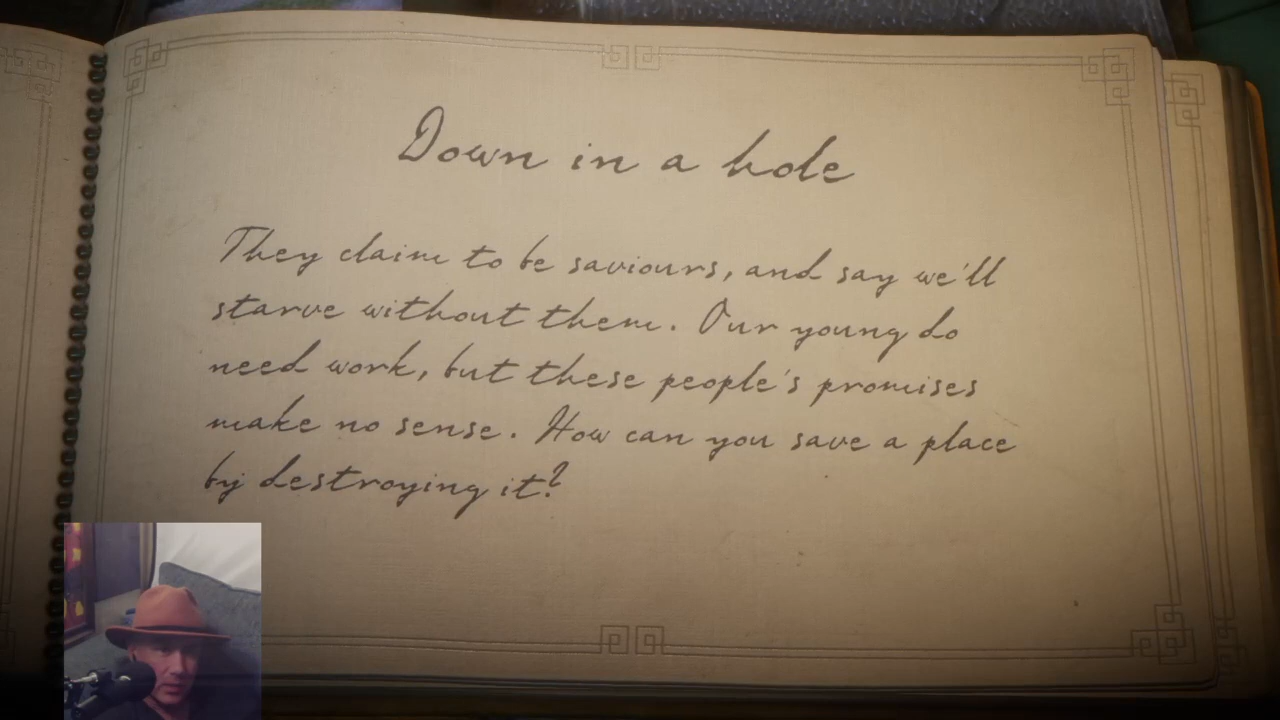 Down in a hole
They claim to be saviours, and say we'll
starve without them. Our young do
need work, but these people's promises
make no sense. How can you save a place
by destroying it?